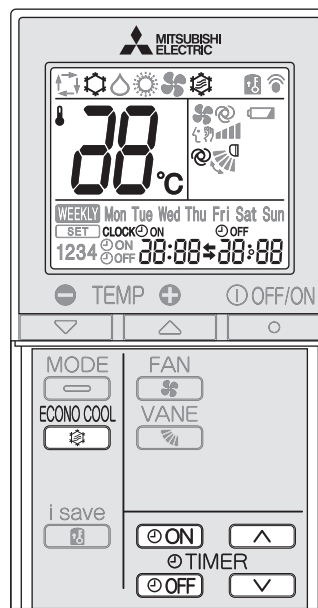 MITSUBISHI
ELECTRIC
88°C
WEEKLY Mon Tue Wed Thu Fri Sat Sun
SET CLOCK ON OFF
1234 ON OFF 88:88 88:88
TEMP OFF/ON
MODE FAN
ECONO COOL VANE
i save
ON
TIMER
OFF